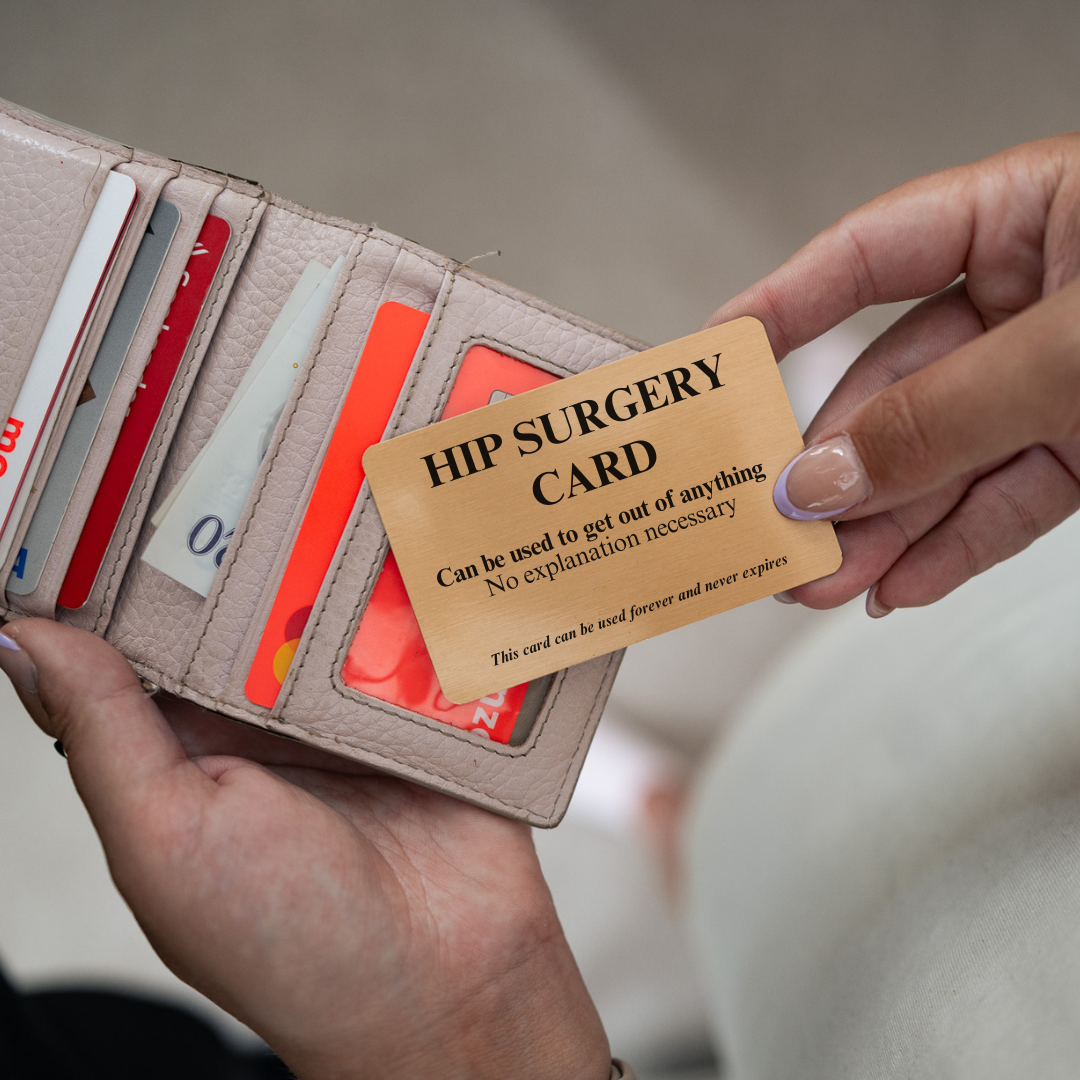 HIP SURGERY
CARD
Can be used to get out of anything
No explanation necessary
This card can be used forever and never expires